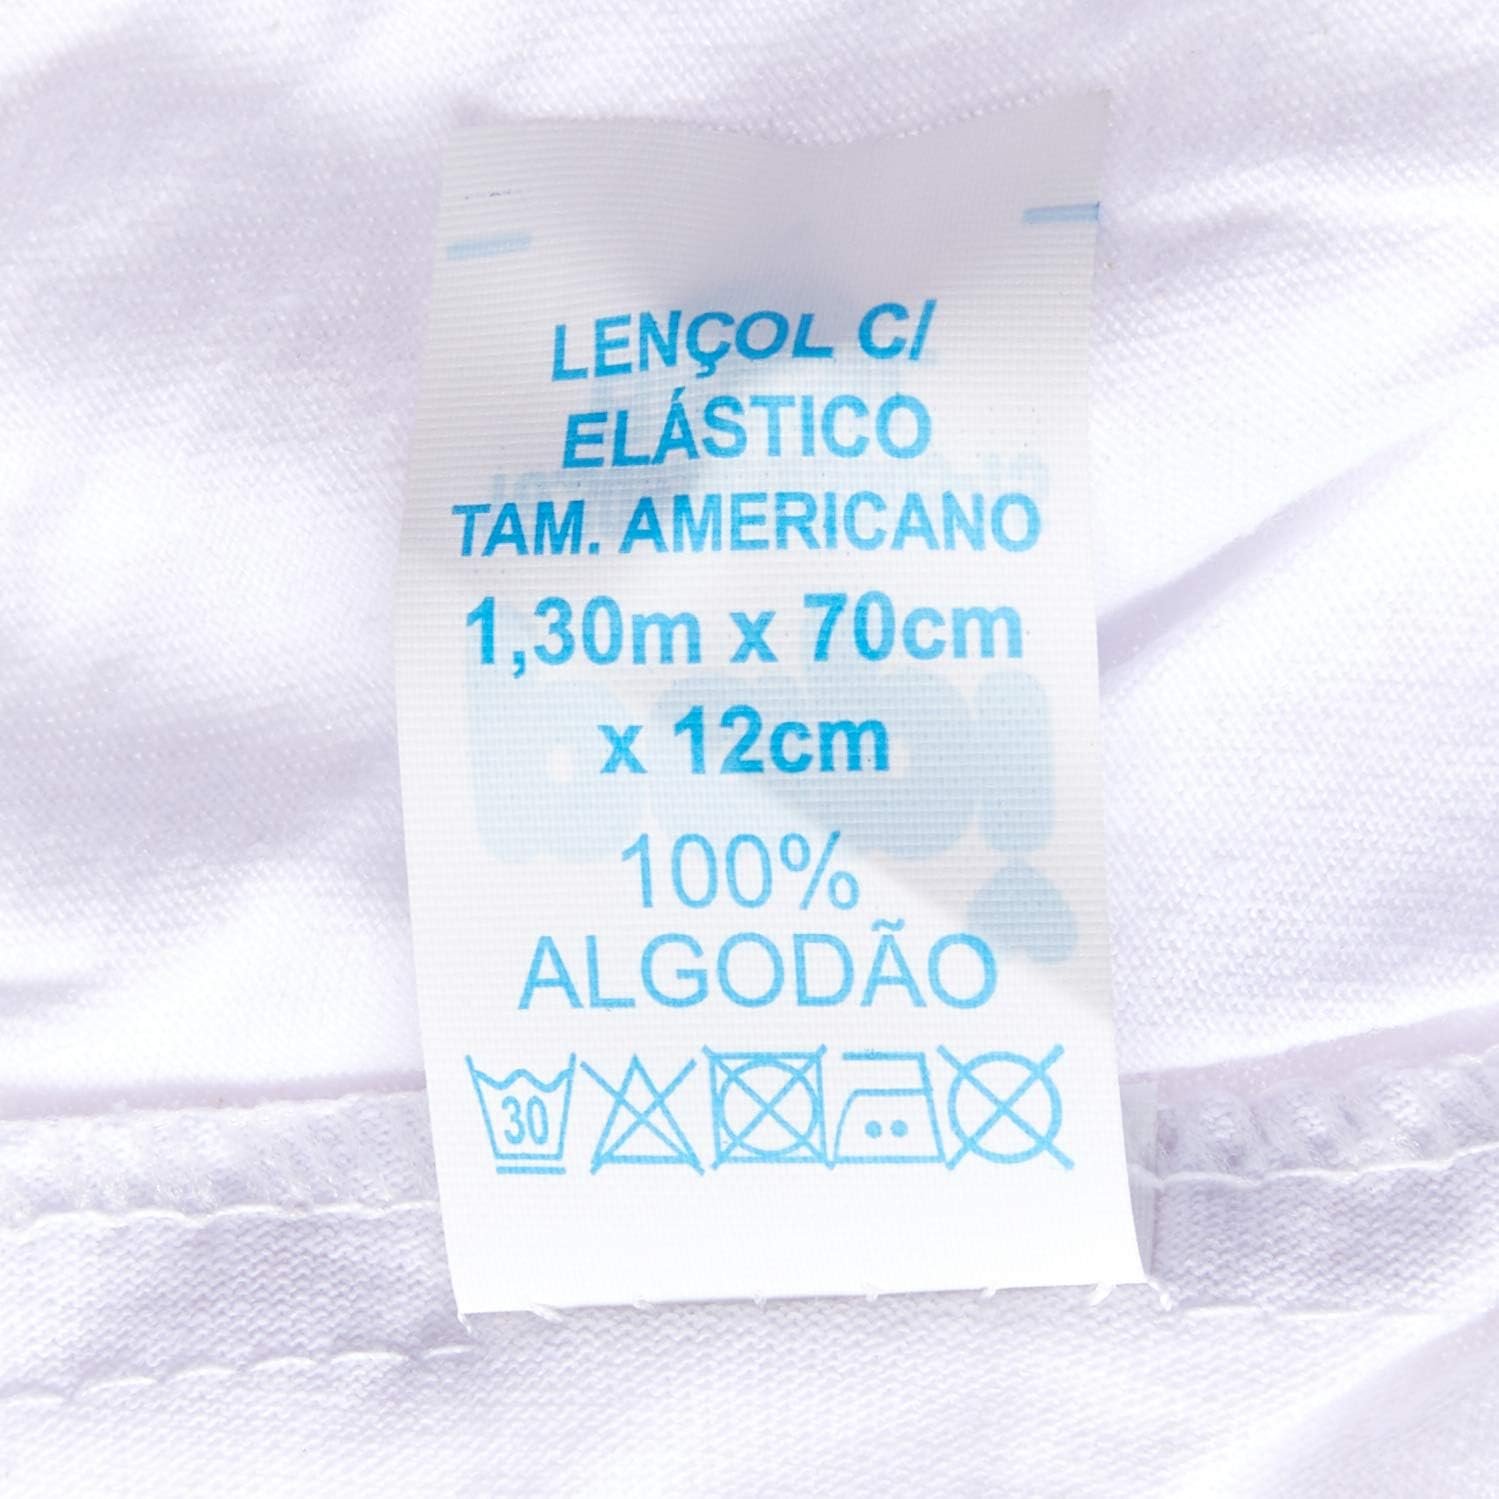 LENÇOL C/
ELÁSTICO
TAM. AMERICANO
1,30m x 70cm
x 12cm
100%
ALGODÃO
30